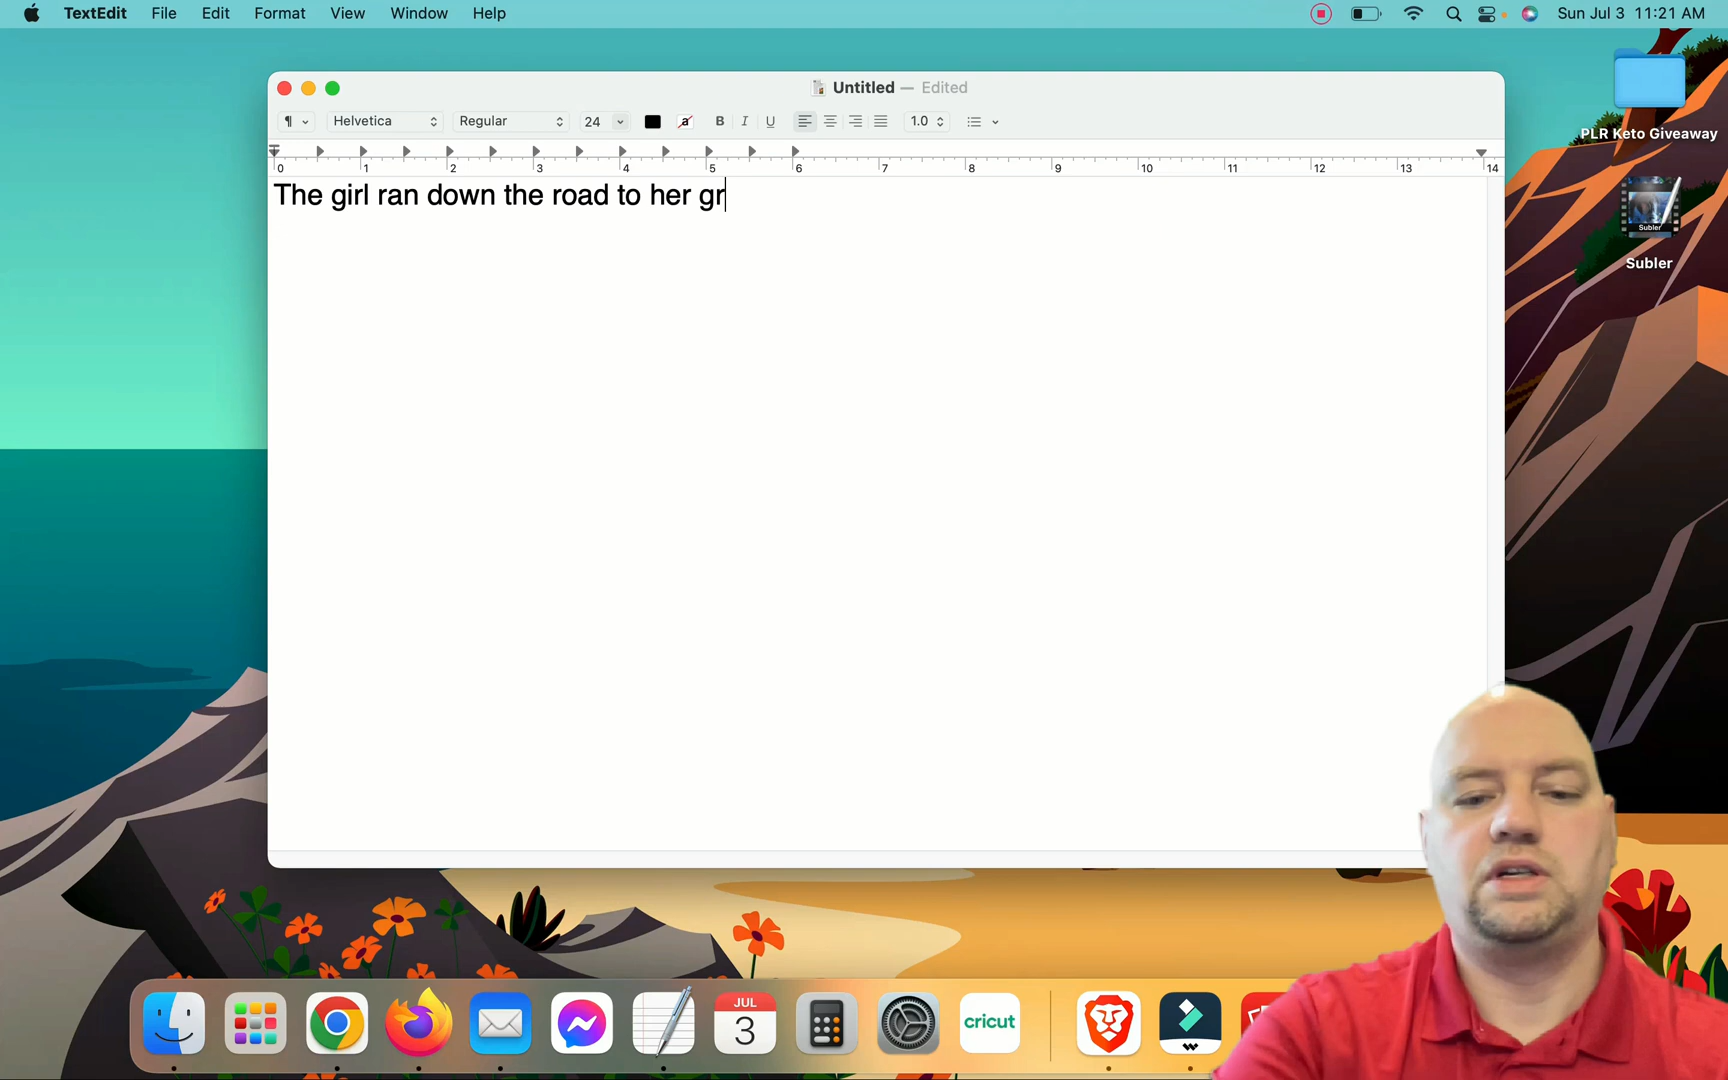 TextEdit File Edit Format View Window Help Sun Jul 3 11:21 AM
Untitled — Edited
¶ Helvetica Regular 24 a B I U 1.0
0 1 2 3 4 5 6 7 8 9 10 11 12 13 14
The girl ran down the road to her gr
PLR Keto Giveaway
Subler
Subler
JUL
3
cricut